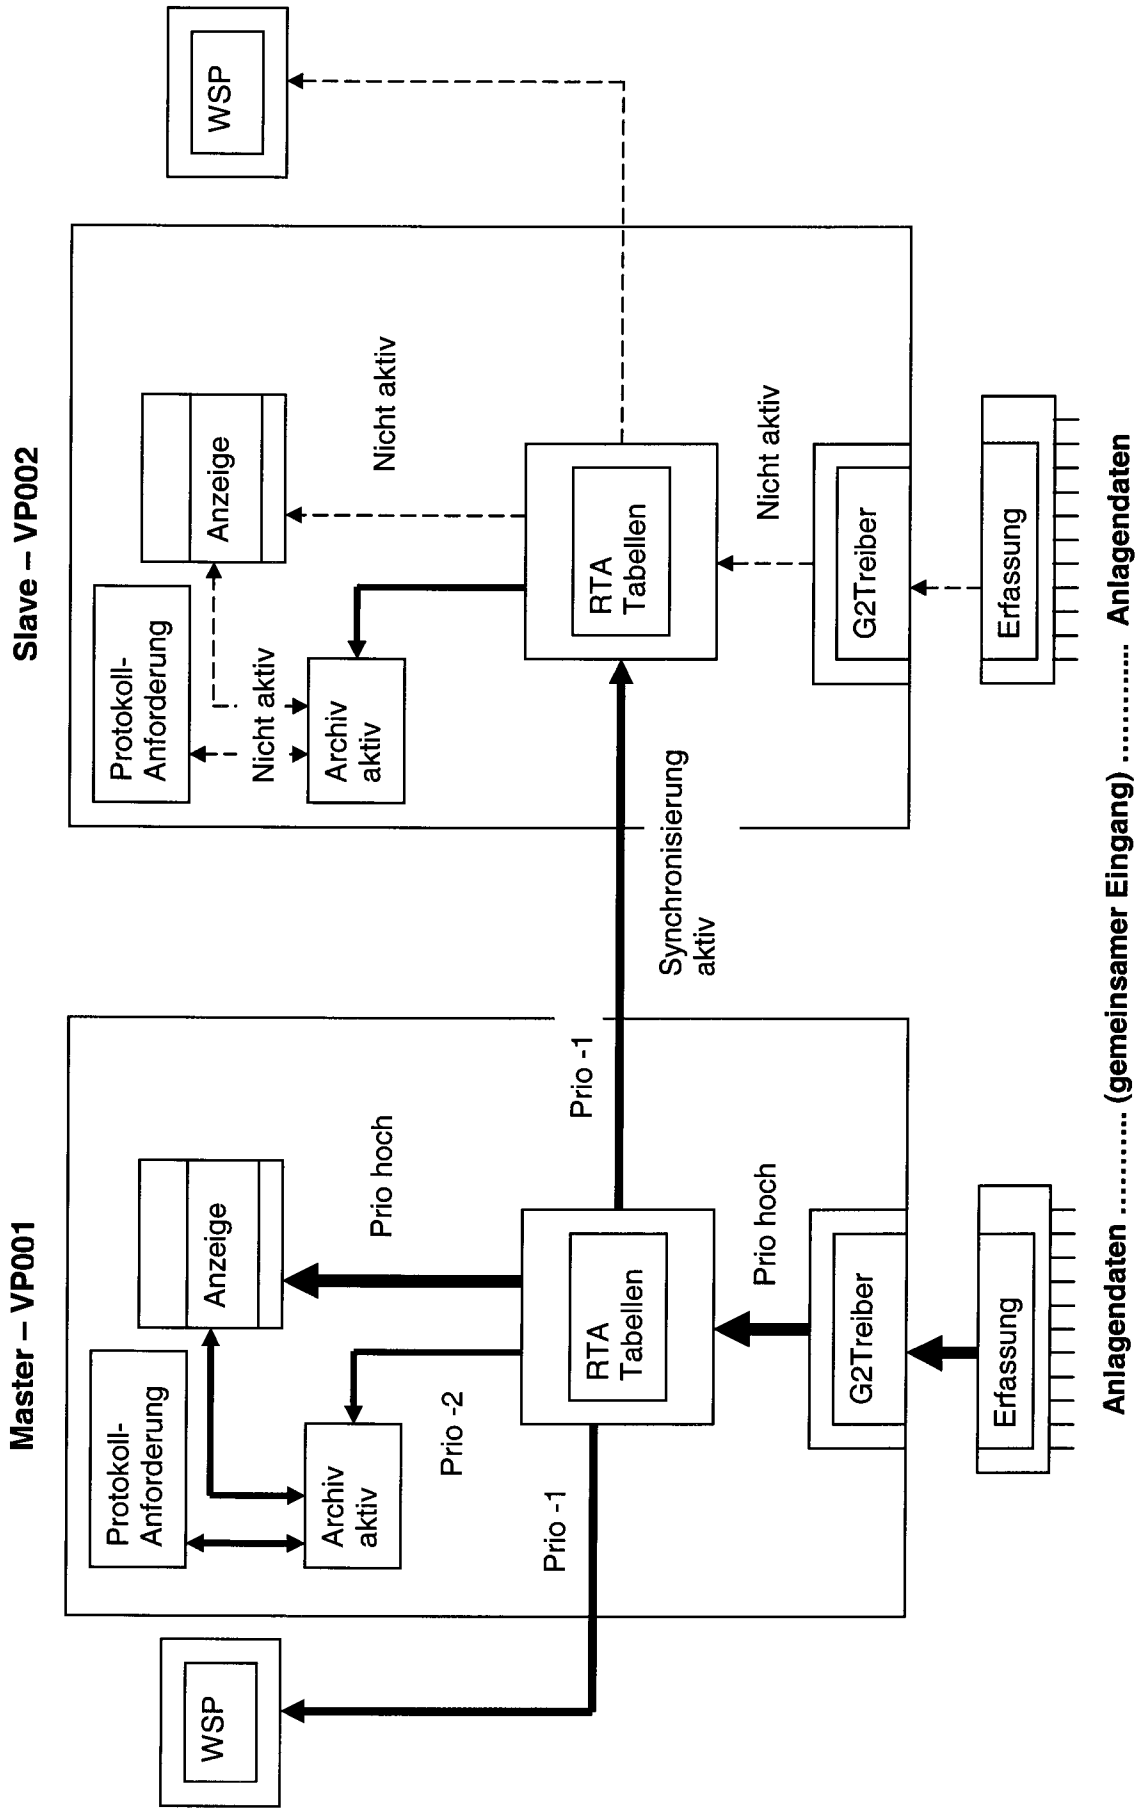 Master – VP001
Slave – VP002
WSP
Protokoll-
Anforderung
Anzeige
Archiv
aktiv
Prio -2
Prio hoch
Prio -1
RTA
Tabellen
Prio -1
Prio hoch
G2Treiber
Erfassung
Synchronisierung
aktiv
Protokoll-
Anforderung
Anzeige
Nicht aktiv
Archiv
aktiv
Nicht aktiv
RTA
Tabellen
Nicht aktiv
G2Treiber
Erfassung
WSP
Anlagendaten ........... (gemeinsamer Eingang) ............ Anlagendaten